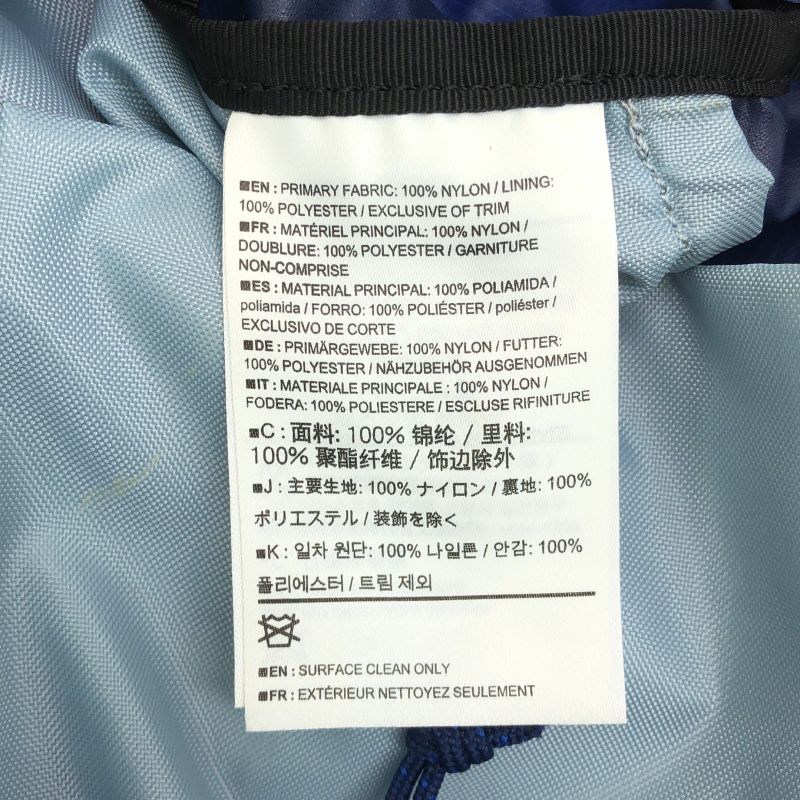 EN : PRIMARY FABRIC: 100% NYLON / LINING:
100% POLYESTER / EXCLUSIVE OF TRIM
FR : MATÉRIEL PRINCIPAL: 100% NYLON /
DOUBLURE: 100% POLYESTER / GARNITURE
NON-COMPRISE
ES : MATERIAL PRINCIPAL: 100% POLIAMIDA /
poliamida / FORRO: 100% POLIÉSTER / poliéster /
EXCLUSIVO DE CORTE
DE : PRIMÄRGEWEBE: 100% NYLON / FUTTER:
100% POLYESTER / NÄHZUBEHÖR AUSGENOMMEN
IT : MATERIALE PRINCIPALE : 100% NYLON /
FODERA: 100% POLIESTERE / ESCLUSE RIFINITURE
C : 面料: 100% 锦纶 / 里料:
100% 聚酯纤维 / 饰边除外
J : 主要生地: 100% ナイロン / 裏地: 100%
ポリエステル / 装飾を除く
K : 일차 원단: 100% 나일론 / 안감: 100%
폴리에스터 / 트림 제외
EN : SURFACE CLEAN ONLY
FR : EXTÉRIEUR NETTOYEZ SEULEMENT